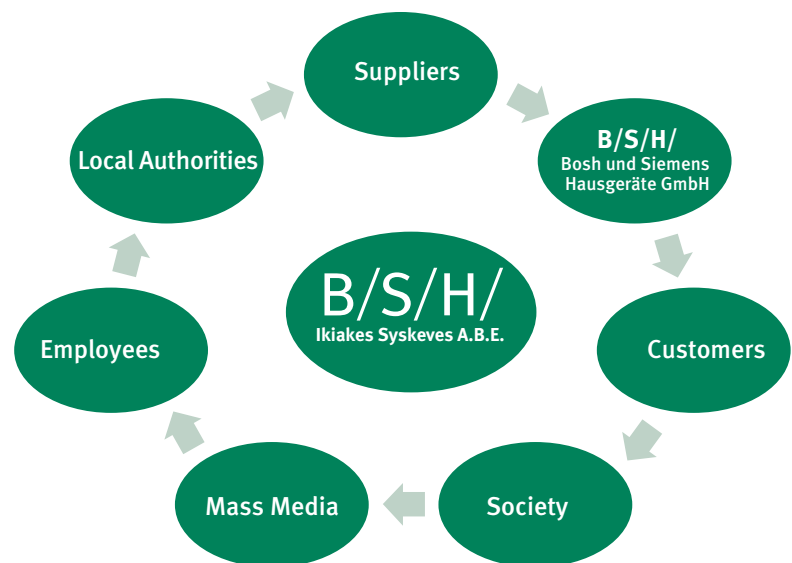 Suppliers
B/S/H/
Bosh und Siemens
Hausgeräte GmbH
Local Authorities
B/S/H/
Ikiakes Syskeves A.B.E.
Employees
Customers
Mass Media
Society